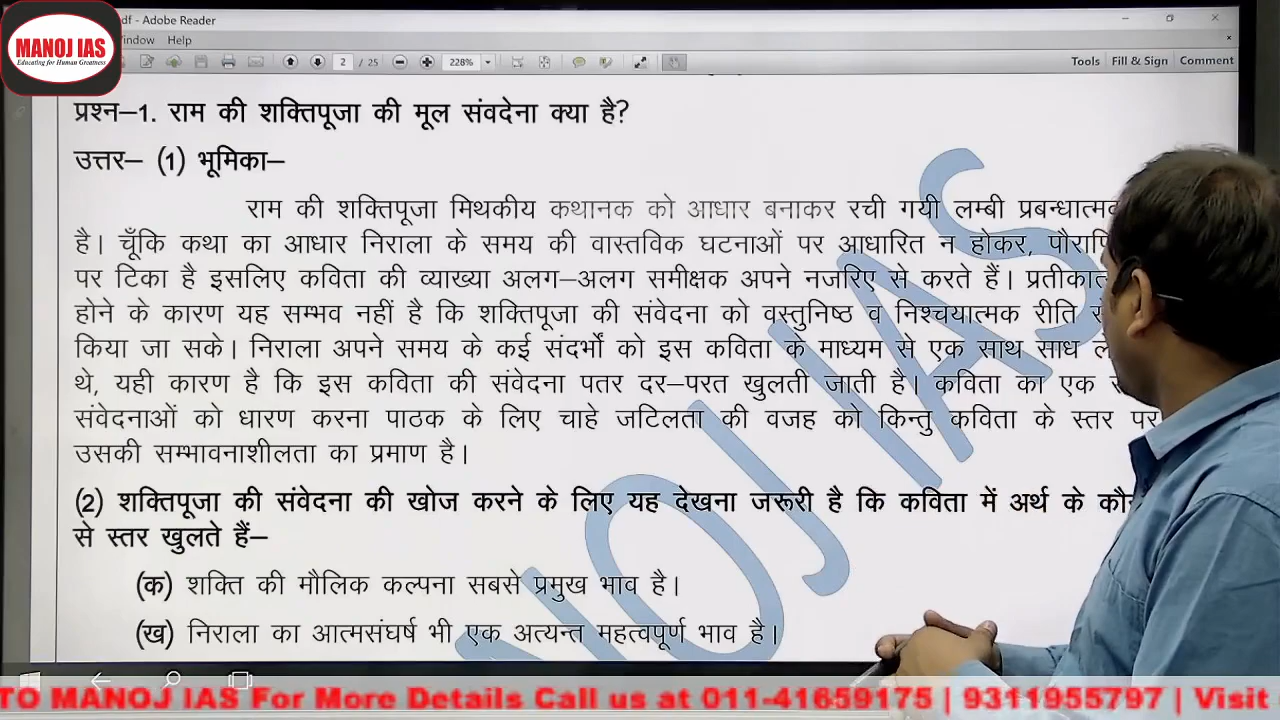 MANOJ IAS
Educating for Human Greatness
df - Adobe Reader
indow Help
2 / 25 228% Tools Fill & Sign Comment
प्रश्न–1. राम की शक्तिपूजा की मूल संवदेना क्या है?
उत्तर– (1) भूमिका–
राम की शक्तिपूजा मिथकीय कथानक को आधार बनाकर रची गयी लम्बी प्रबन्धात्मक
है। चूँकि कथा का आधार निराला के समय की वास्तविक घटनाओं पर आधारित न होकर,
पर टिका है इसलिए कविता की व्याख्या अलग–अलग समीक्षक अपने नजरिए से करते हैं।
होने के कारण यह सम्भव नहीं है कि शक्तिपूजा की संवेदना को वस्तुनिष्ठ व निश्चयात्मक रीति से
किया जा सके। निराला अपने समय के कई संदर्भों को इस कविता के माध्यम से एक साथ साध
थे, यही कारण है कि इस कविता की संवेदना पतर दर–परत खुलती जाती है। कविता का एक
संवेदनाओं को धारण करना पाठक के लिए चाहे जटिलता की वजह को किन्तु कविता के स्तर पर
उसकी सम्भावनाशीलता का प्रमाण है।
(2) शक्तिपूजा की संवेदना की खोज करने के लिए यह देखना जरूरी है कि कविता में अर्थ के कौन
से स्तर खुलते हैं–
(क) शक्ति की मौलिक कल्पना सबसे प्रमुख भाव है।
(ख) निराला का आत्मसंघर्ष भी एक अत्यन्त महत्वपूर्ण भाव है।
NOJ IAS
TO MANOJ IAS For More Details Call us at 011-41659175 | 9311955797 | Visit